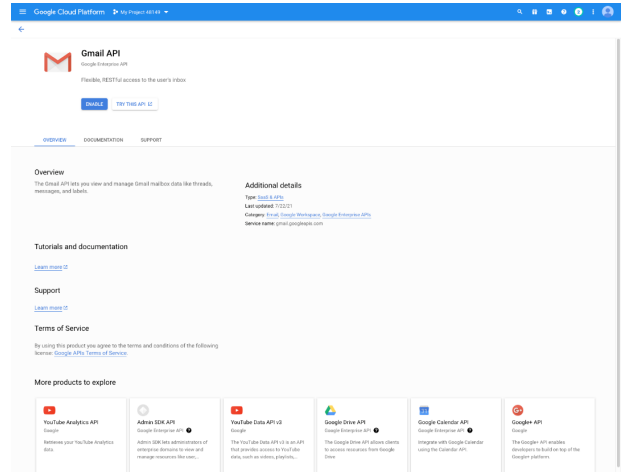 Google Cloud Platform
My Project 48149
Gmail API
Google Enterprise API
Flexible, RESTful access to the user's inbox
ENABLE
TRY THIS API
OVERVIEW
DOCUMENTATION
SUPPORT
Overview
The Gmail API lets you view and manage Gmail mailbox data like threads,
messages, and labels.
Additional details
Type: SaaS & APIs
Last updated: 7/22/21
Category: Email, Google Workspace, Google Enterprise APIs
Service name: gmail.googleapis.com
Tutorials and documentation
Learn more
Support
Learn more
Terms of Service
By using this product you agree to the terms and conditions of the following
license: Google APIs Terms of Service.
More products to explore
YouTube Analytics API
Google
Retrieves your YouTube Analytics
data.
Admin SDK API
Google Enterprise API
Admin SDK lets administrators of
enterprise domains to view and
manage resources like user,...
YouTube Data API v3
Google
The YouTube Data API v3 is an API
that provides access to YouTube
data, such as videos, playlists,...
Google Drive API
Google Enterprise API
The Google Drive API allows clients
to access resources from Google
Drive
Google Calendar API
Google Enterprise API
Integrate with Google Calendar
using the Calendar API.
Google+ API
Google
The Google+ API enables
developers to build on top of the
Google+ platform.